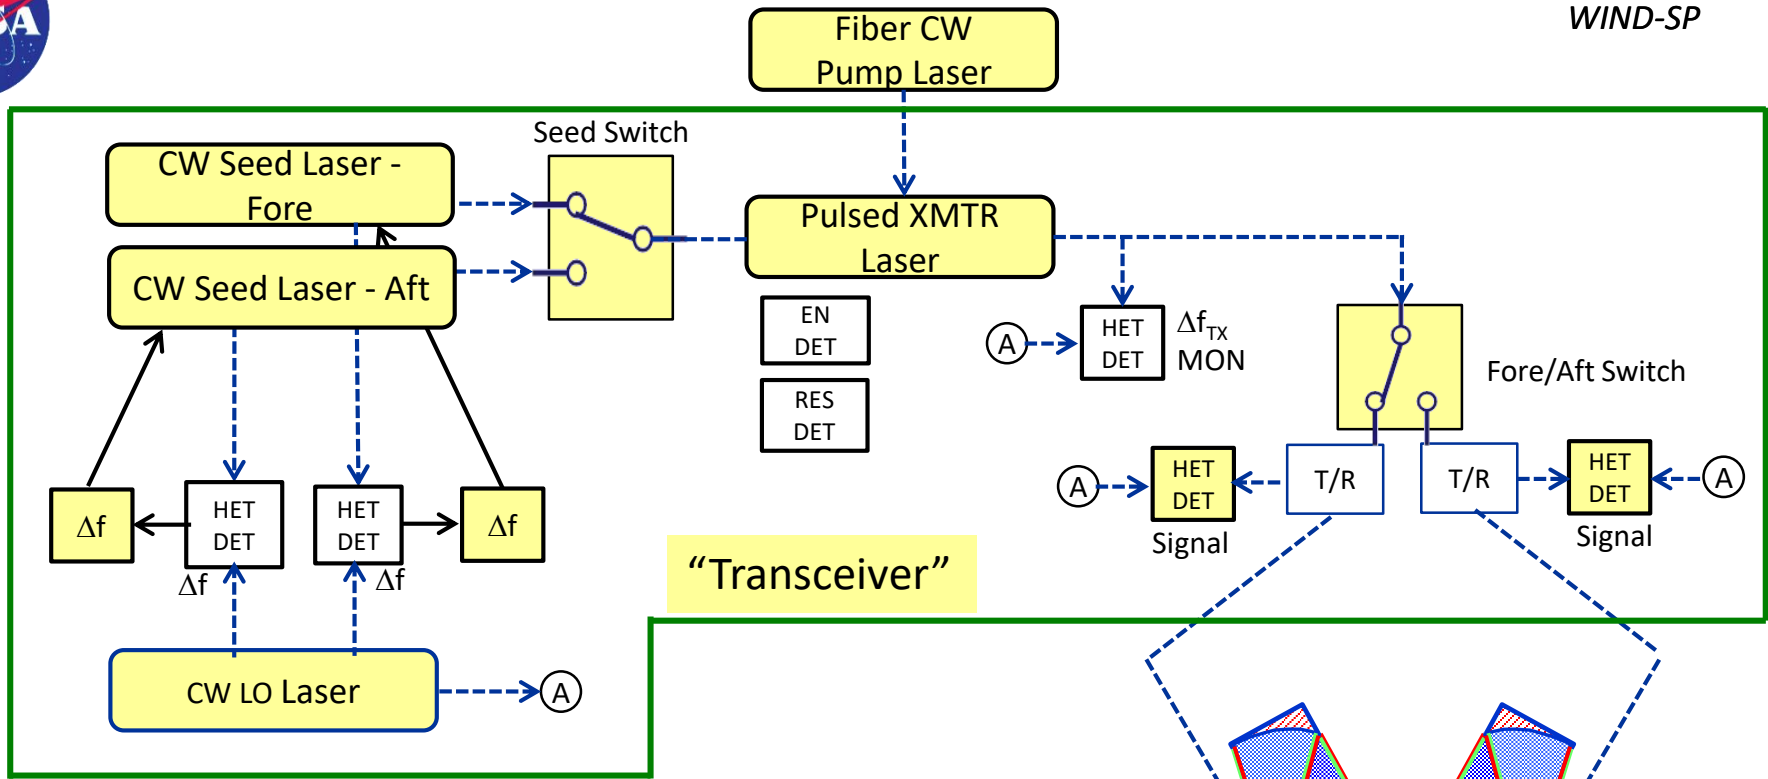 WIND-SP
Fiber CW
Pump Laser
Seed Switch
CW Seed Laser -
Fore
CW Seed Laser - Aft
Pulsed XMTR
Laser
EN
DET
RES
DET
A
HET
DET
Δf_TX
MON
Fore/Aft Switch
A
HET
DET
Signal
T/R
T/R
HET
DET
Signal
A
Δf
HET
DET
Δf
HET
DET
Δf
Δf
"Transceiver"
CW LO Laser
A